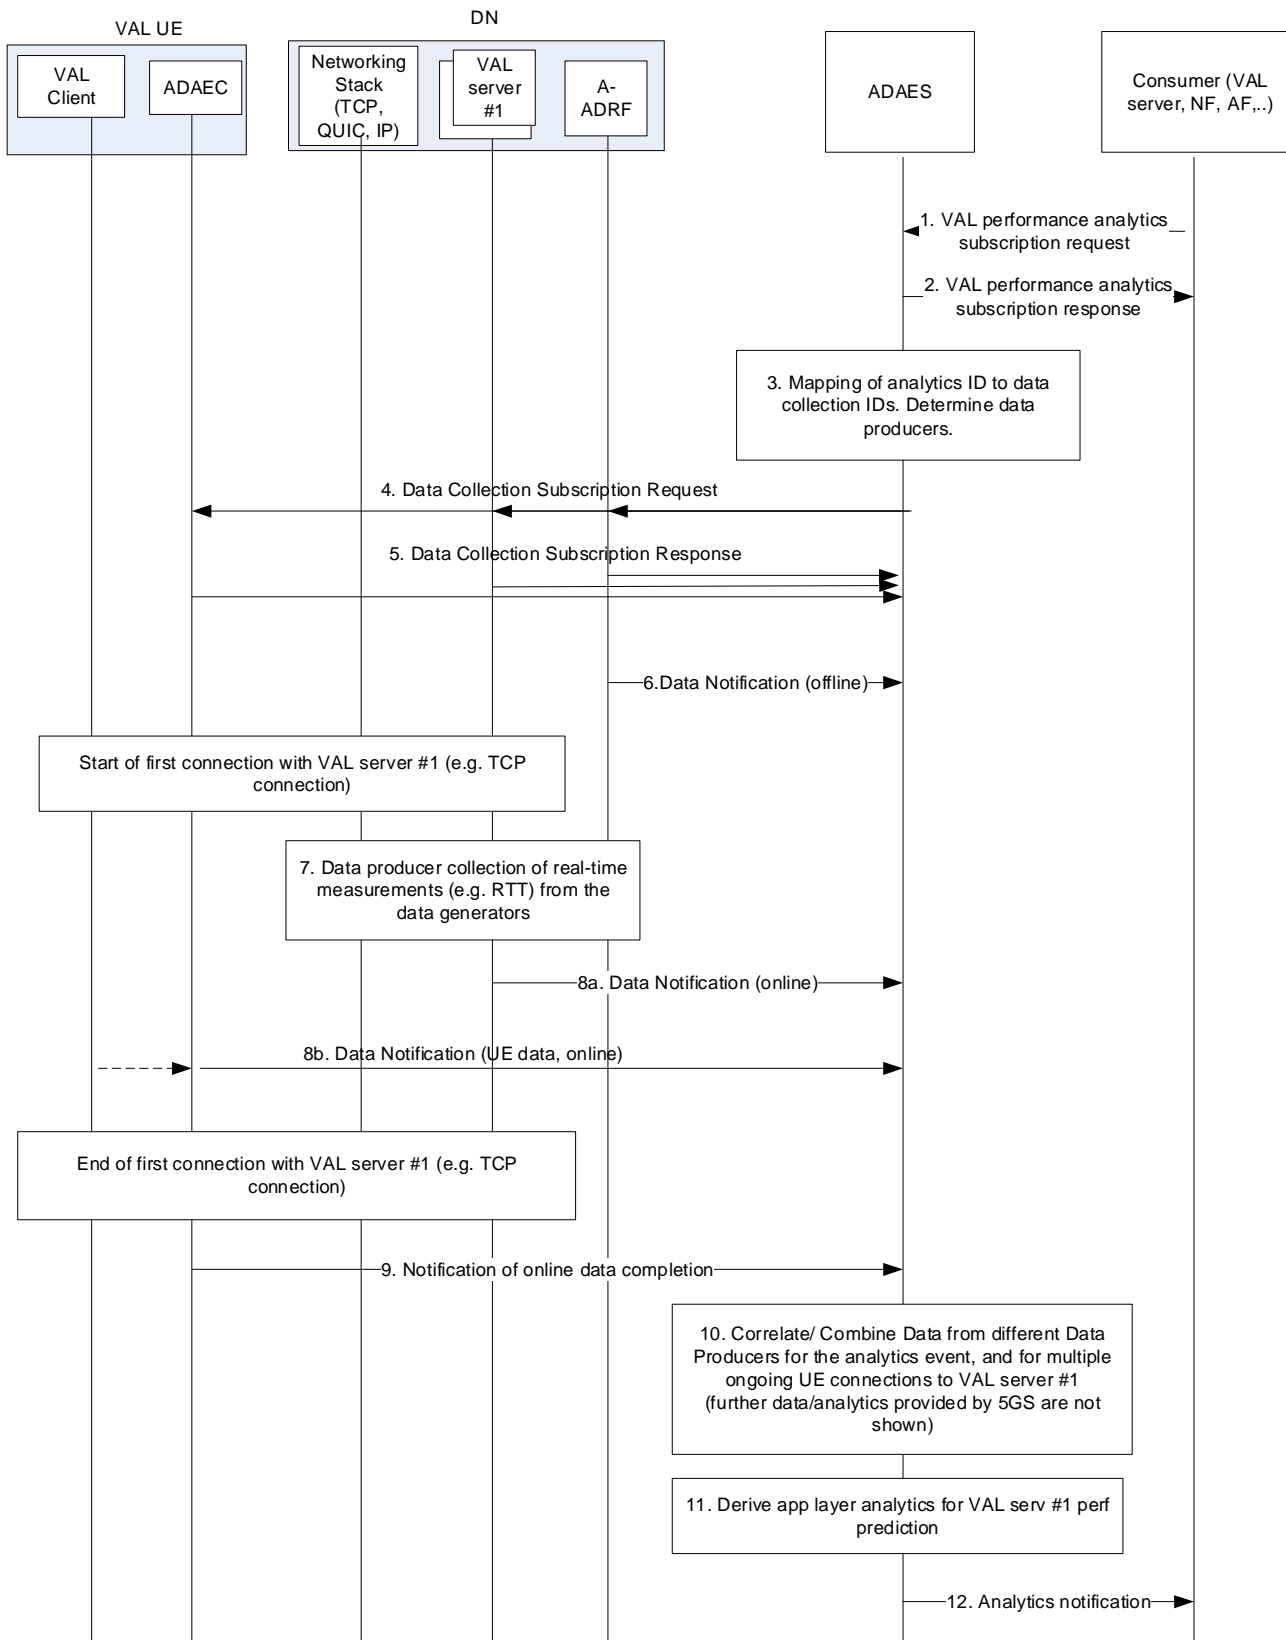 VAL UE
DN
VAL
Client
ADAEC
Networking
Stack
(TCP,
QUIC, IP)
VAL
server
#1
A-
ADRF
ADAES
Consumer (VAL
server, NF, AF,..)
1. VAL performance analytics
subscription request
2. VAL performance analytics
subscription response
3. Mapping of analytics ID to data
collection IDs. Determine data
producers.
4. Data Collection Subscription Request
5. Data Collection Subscription Response
6.Data Notification (offline)
Start of first connection with VAL server #1 (e.g. TCP
connection)
7. Data producer collection of real-time
measurements (e.g. RTT) from the
data generators
8a. Data Notification (online)
8b. Data Notification (UE data, online)
End of first connection with VAL server #1 (e.g. TCP
connection)
9. Notification of online data completion
10. Correlate/ Combine Data from different Data
Producers for the analytics event, and for multiple
ongoing UE connections to VAL server #1
(further data/analytics provided by 5GS are not
shown)
11. Derive app layer analytics for VAL serv #1 perf
prediction
12. Analytics notification